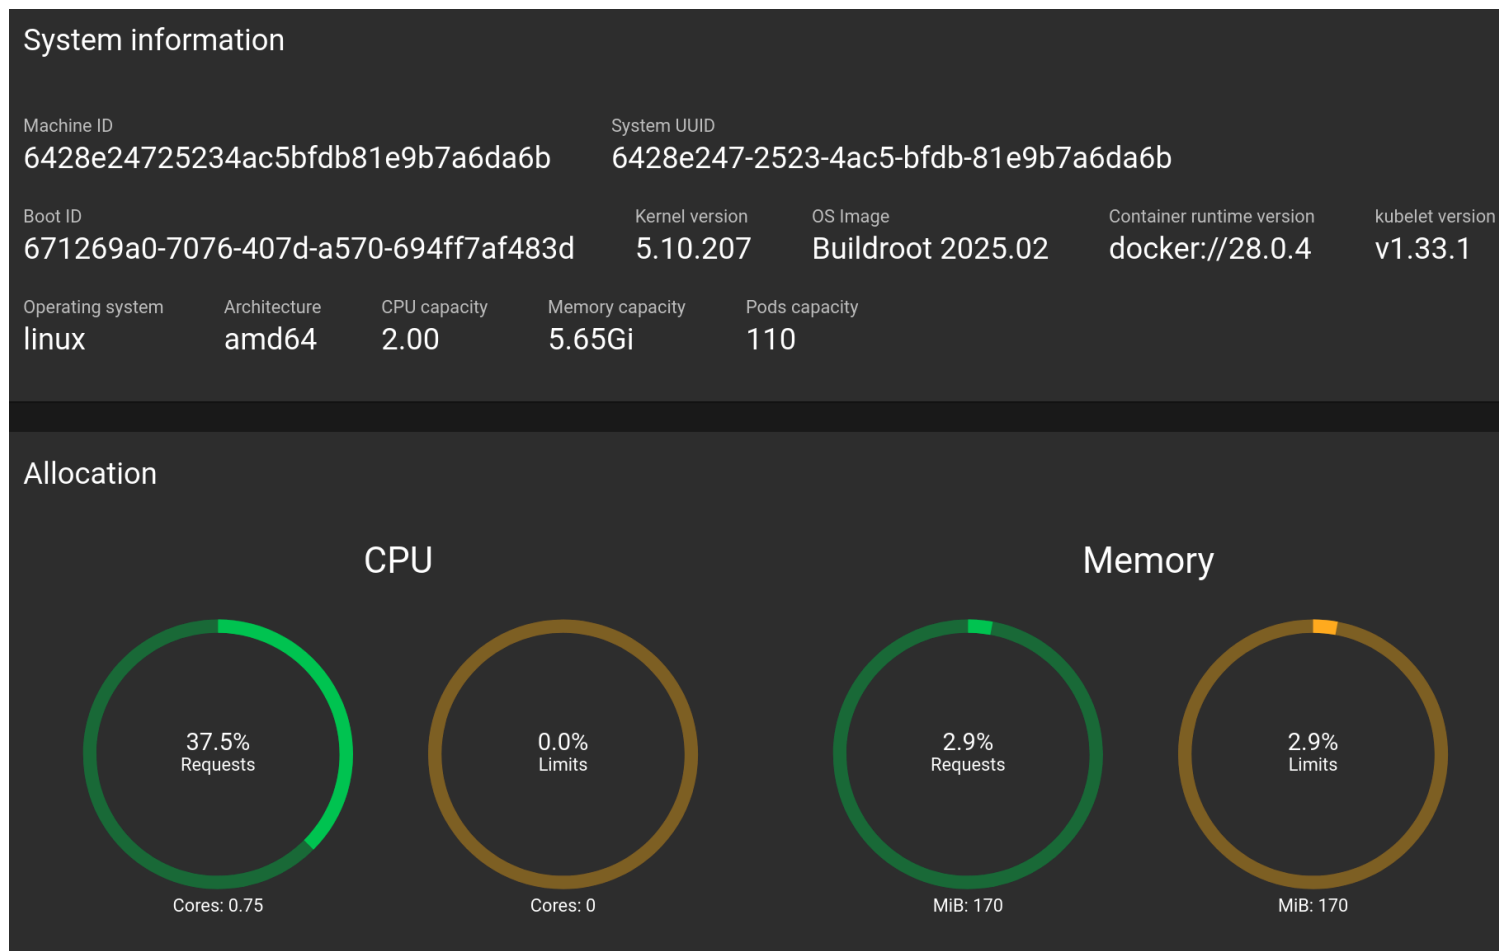 System information
Machine ID
System UUID
6428e24725234ac5bfdb81e9b7a6da6b
6428e247-2523-4ac5-bfdb-81e9b7a6da6b
Boot ID
Kernel version
OS Image
Container runtime version
kubelet version
671269a0-7076-407d-a570-694ff7af483d
5.10.207
Buildroot 2025.02
docker://28.0.4
v1.33.1
Operating system
Architecture
CPU capacity
Memory capacity
Pods capacity
linux
amd64
2.00
5.65Gi
110
Allocation
CPU
Memory
37.5%
Requests
0.0%
Limits
2.9%
Requests
2.9%
Limits
Cores: 0.75
Cores: 0
MiB: 170
MiB: 170